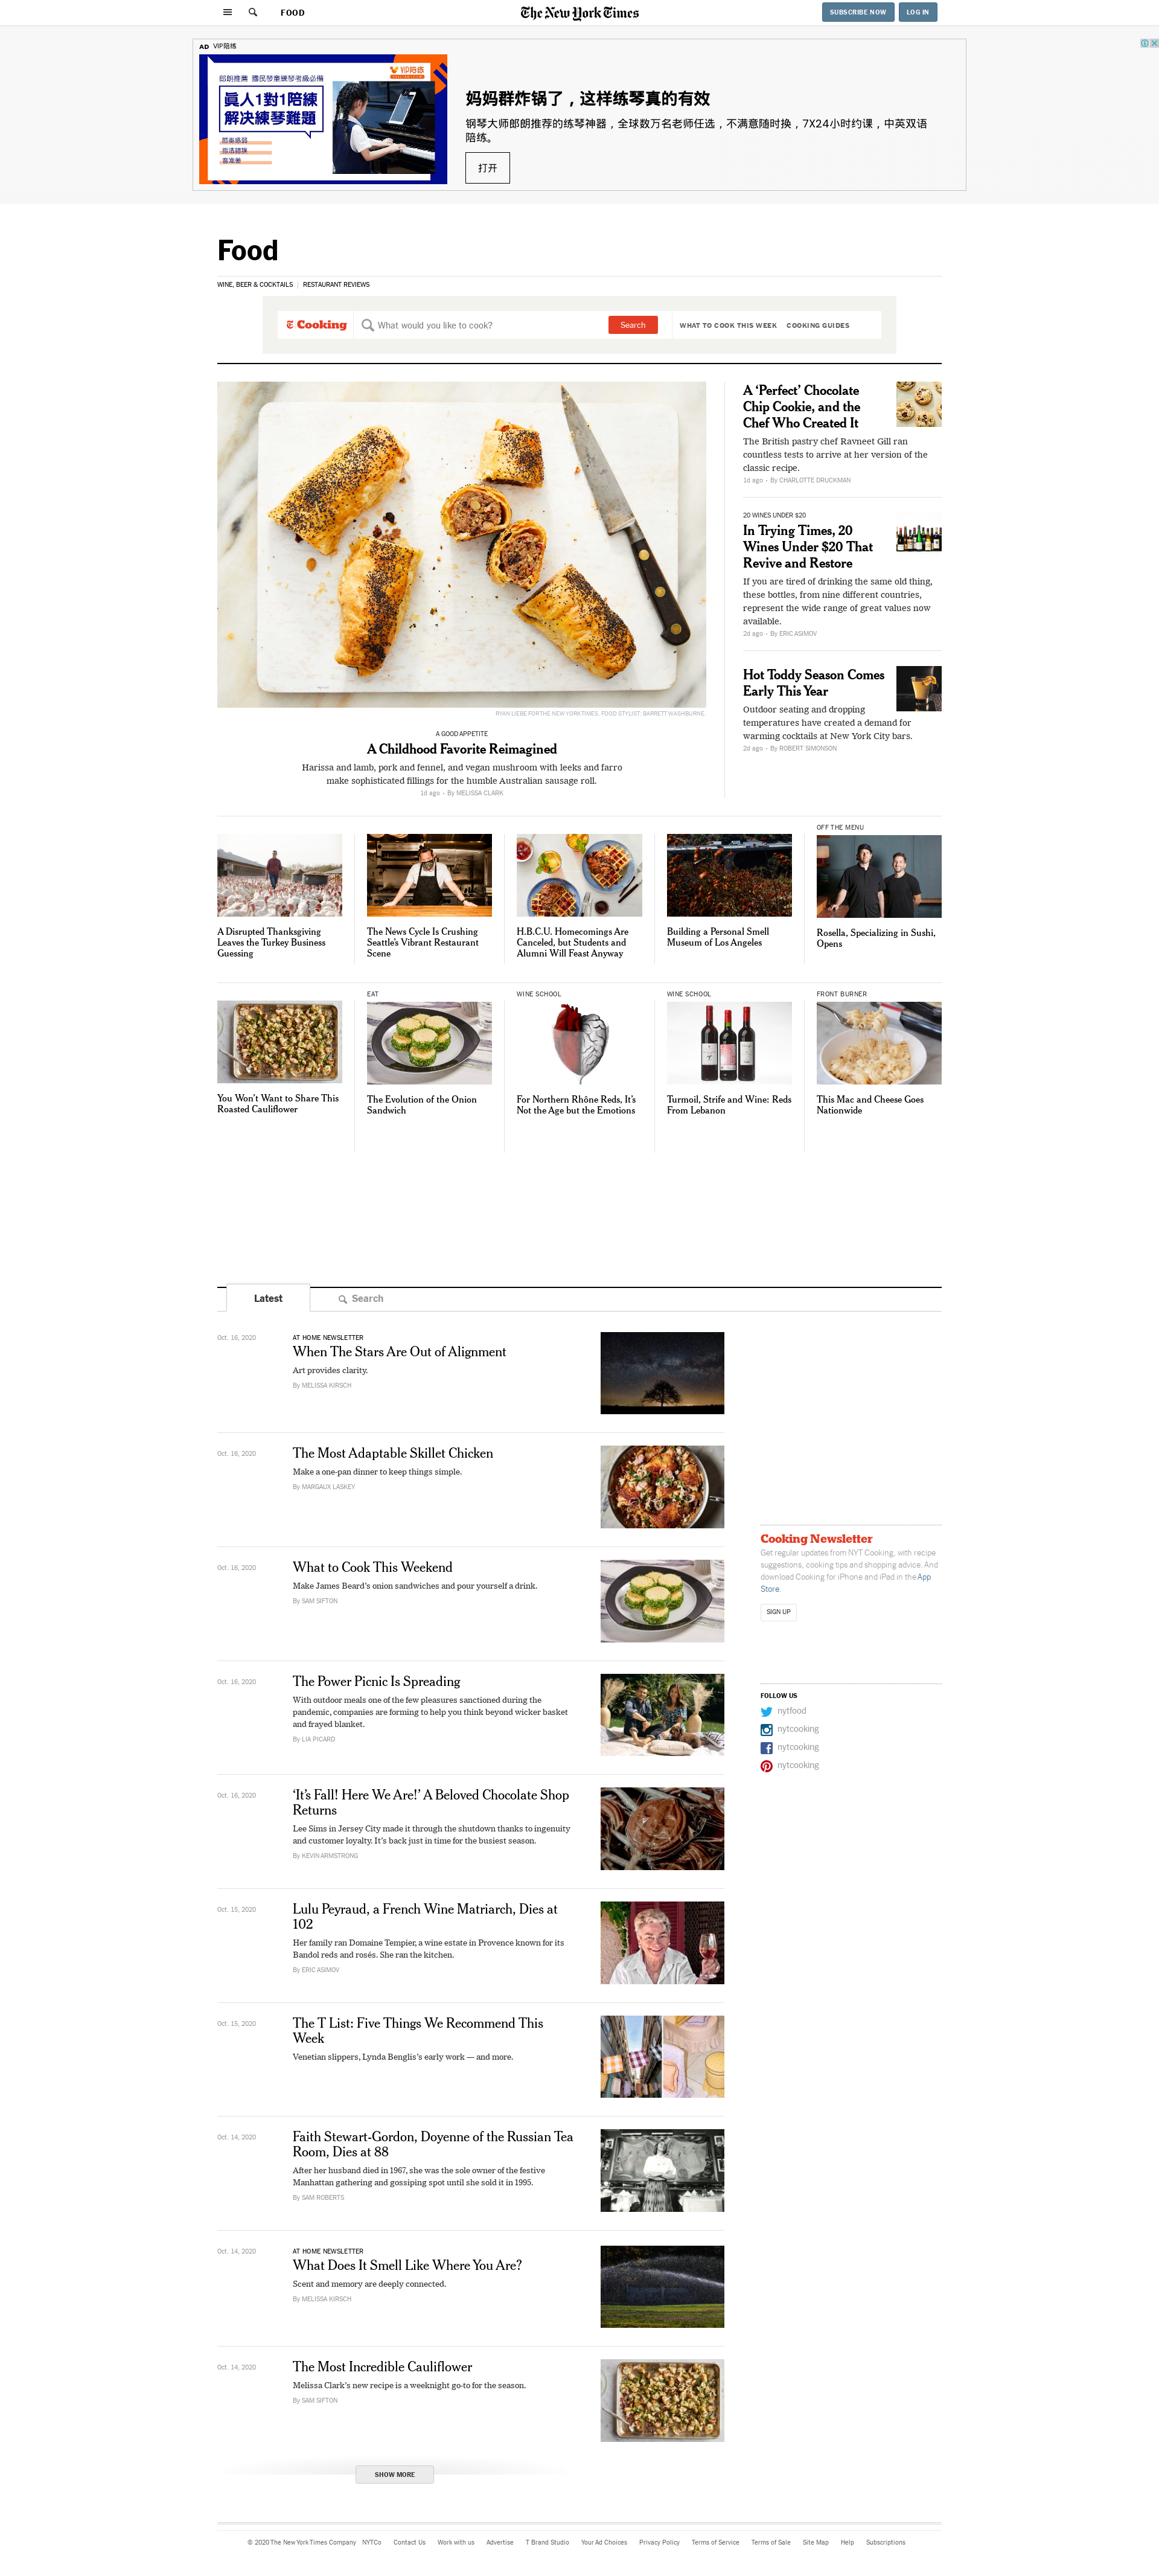 FOOD
The New York Times
SUBSCRIBE NOW
LOG IN
AD VIP陪练
郎朗推薦 國民學童練琴考級必備
VIP陪练
真人1對1陪練
解决練琴難題
妈妈群炸锅了，这样练琴真的有效
钢琴大师郎朗推荐的练琴神器，全球数万名老师任选，不满意随时换，7X24小时约课，中英双语
陪练。
打开
Food
WINE, BEER & COCKTAILS | RESTAURANT REVIEWS
Cooking
What would you like to cook?
Search
WHAT TO COOK THIS WEEK
COOKING GUIDES
RYAN LIEBE FOR THE NEW YORK TIMES. FOOD STYLIST: BARRETT WASHBURNE.
A GOOD APPETITE
A Childhood Favorite Reimagined
Harissa and lamb, pork and fennel, and vegan mushroom with leeks and farro
make sophisticated fillings for the humble Australian sausage roll.
1d ago · By MELISSA CLARK
A ‘Perfect’ Chocolate
Chip Cookie, and the
Chef Who Created It
The British pastry chef Ravneet Gill ran
countless tests to arrive at her version of the
classic recipe.
1d ago · By CHARLOTTE DRUCKMAN
20 WINES UNDER $20
In Trying Times, 20
Wines Under $20 That
Revive and Restore
If you are tired of drinking the same old thing,
these bottles, from nine different countries,
represent the wide range of great values now
available.
2d ago · By ERIC ASIMOV
Hot Toddy Season Comes
Early This Year
Outdoor seating and dropping
temperatures have created a demand for
warming cocktails at New York City bars.
2d ago · By ROBERT SIMONSON
A Disrupted Thanksgiving
Leaves the Turkey Business
Guessing
The News Cycle Is Crushing
Seattle’s Vibrant Restaurant
Scene
H.B.C.U. Homecomings Are
Canceled, but Students and
Alumni Will Feast Anyway
Building a Personal Smell
Museum of Los Angeles
OFF THE MENU
Rosella, Specializing in Sushi,
Opens
You Won’t Want to Share This
Roasted Cauliflower
EAT
The Evolution of the Onion
Sandwich
WINE SCHOOL
For Northern Rhône Reds, It’s
Not the Age but the Emotions
WINE SCHOOL
Turmoil, Strife and Wine: Reds
From Lebanon
FRONT BURNER
This Mac and Cheese Goes
Nationwide
Latest
Search
Oct. 16, 2020
AT HOME NEWSLETTER
When The Stars Are Out of Alignment
Art provides clarity.
By MELISSA KIRSCH
Oct. 16, 2020
The Most Adaptable Skillet Chicken
Make a one-pan dinner to keep things simple.
By MARGAUX LASKEY
Oct. 16, 2020
What to Cook This Weekend
Make James Beard’s onion sandwiches and pour yourself a drink.
By SAM SIFTON
Oct. 16, 2020
The Power Picnic Is Spreading
With outdoor meals one of the few pleasures sanctioned during the
pandemic, companies are forming to help you think beyond wicker basket
and frayed blanket.
By LIA PICARD
Oct. 16, 2020
‘It’s Fall! Here We Are!’ A Beloved Chocolate Shop
Returns
Lee Sims in Jersey City made it through the shutdown thanks to ingenuity
and customer loyalty. It’s back just in time for the busiest season.
By KEVIN ARMSTRONG
Oct. 15, 2020
Lulu Peyraud, a French Wine Matriarch, Dies at
102
Her family ran Domaine Tempier, a wine estate in Provence known for its
Bandol reds and rosés. She ran the kitchen.
By ERIC ASIMOV
Oct. 15, 2020
The T List: Five Things We Recommend This
Week
Venetian slippers, Lynda Benglis’s early work — and more.
Oct. 14, 2020
Faith Stewart-Gordon, Doyenne of the Russian Tea
Room, Dies at 88
After her husband died in 1967, she was the sole owner of the festive
Manhattan gathering and gossiping spot until she sold it in 1995.
By SAM ROBERTS
Oct. 14, 2020
AT HOME NEWSLETTER
What Does It Smell Like Where You Are?
Scent and memory are deeply connected.
By MELISSA KIRSCH
Oct. 14, 2020
The Most Incredible Cauliflower
Melissa Clark’s new recipe is a weeknight go-to for the season.
By SAM SIFTON
SHOW MORE
Cooking Newsletter
Get regular updates from NYT Cooking, with recipe
suggestions, cooking tips and shopping advice. And
download Cooking for iPhone and iPad in the App
Store.
SIGN UP
FOLLOW US
nytfood
nytcooking
nytcooking
nytcooking
© 2020 The New York Times Company NYTCo Contact Us Work with us Advertise T Brand Studio Your Ad Choices Privacy Policy Terms of Service Terms of Sale Site Map Help Subscriptions